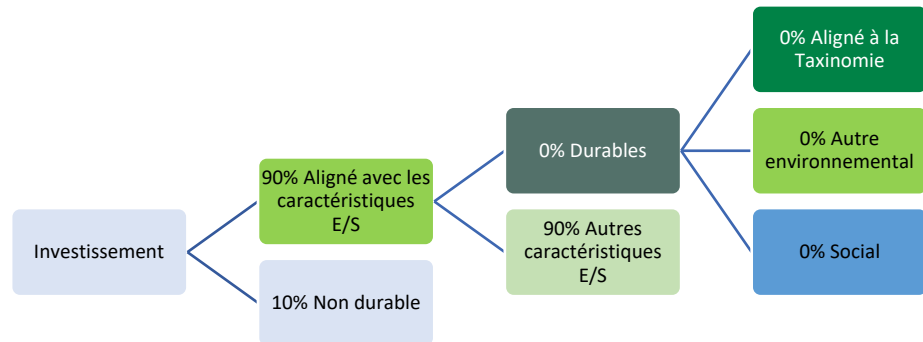 Investissement
90% Aligné avec les
caractéristiques
E/S
10% Non durable
0% Durables
90% Autres
caractéristiques
E/S
0% Aligné à la
Taxinomie
0% Autre
environnemental
0% Social